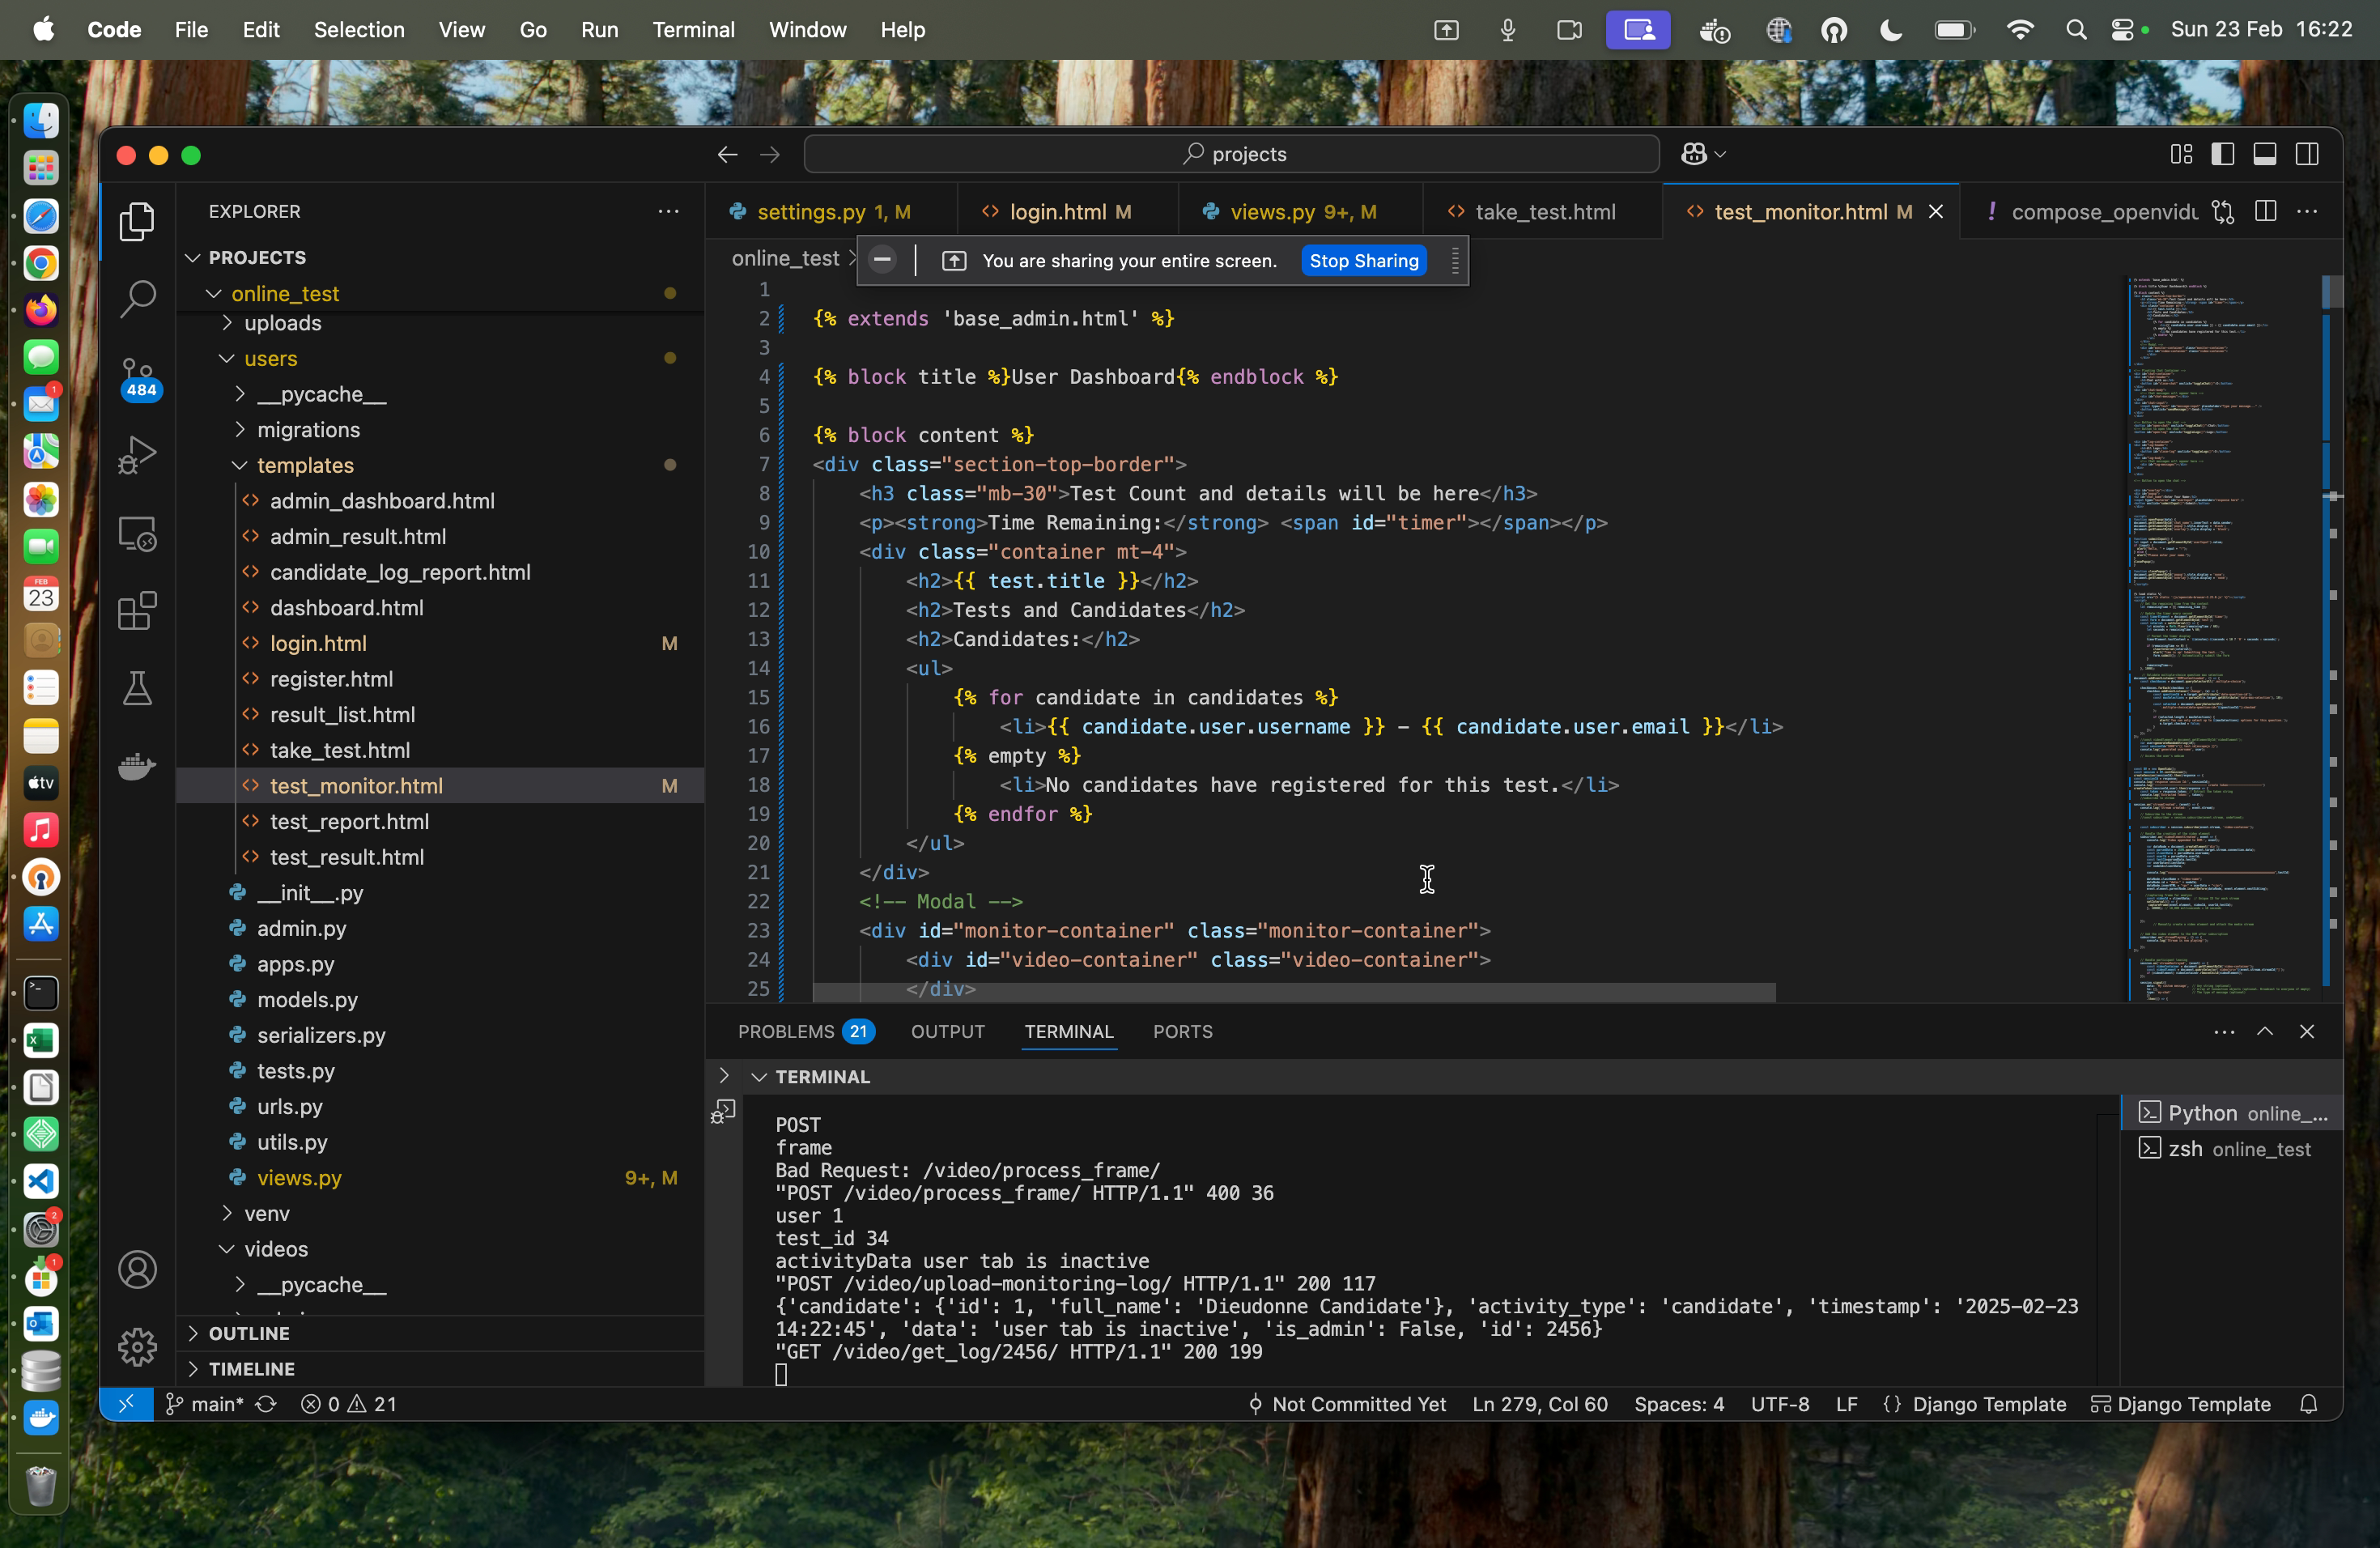 Code File Edit Selection View Go Run Terminal Window Help Sun 23 Feb 16:22
projects
EXPLORER
PROJECTS
online_test
uploads
users
__pycache__
migrations
templates
admin_dashboard.html
admin_result.html
candidate_log_report.html
dashboard.html
login.html M
register.html
result_list.html
take_test.html
test_monitor.html M
test_report.html
test_result.html
__init__.py
admin.py
apps.py
models.py
serializers.py
tests.py
urls.py
utils.py
views.py 9+, M
venv
videos
__pycache__
OUTLINE
TIMELINE
484
FEB
23
tv
1
2
1
settings.py 1, M login.html M views.py 9+, M take_test.html test_monitor.html M compose_openvidu
online_test >
You are sharing your entire screen. Stop Sharing
1
2 {% extends 'base_admin.html' %}
3
4 {% block title %}User Dashboard{% endblock %}
5
6 {% block content %}
7 <div class="section-top-border">
8 <h3 class="mb-30">Test Count and details will be here</h3>
9 <p><strong>Time Remaining:</strong> <span id="timer"></span></p>
10 <div class="container mt-4">
11 <h2>{{ test.title }}</h2>
12 <h2>Tests and Candidates</h2>
13 <h2>Candidates:</h2>
14 <ul>
15 {% for candidate in candidates %}
16 <li>{{ candidate.user.username }} - {{ candidate.user.email }}</li>
17 {% empty %}
18 <li>No candidates have registered for this test.</li>
19 {% endfor %}
20 </ul>
21 </div>
22 <!-- Modal -->
23 <div id="monitor-container" class="monitor-container">
24 <div id="video-container" class="video-container">
25 </div>
PROBLEMS 21 OUTPUT TERMINAL PORTS
TERMINAL
POST
frame
Bad Request: /video/process_frame/
"POST /video/process_frame/ HTTP/1.1" 400 36
user 1
test_id 34
activityData user tab is inactive
"POST /video/upload-monitoring-log/ HTTP/1.1" 200 117
{'candidate': {'id': 1, 'full_name': 'Dieudonne Candidate'}, 'activity_type': 'candidate', 'timestamp': '2025-02-23
14:22:45', 'data': 'user tab is inactive', 'is_admin': False, 'id': 2456}
"GET /video/get_log/2456/ HTTP/1.1" 200 199
Python online_...
zsh online_test
main* 0 21 Not Committed Yet Ln 279, Col 60 Spaces: 4 UTF-8 LF {} Django Template Django Template